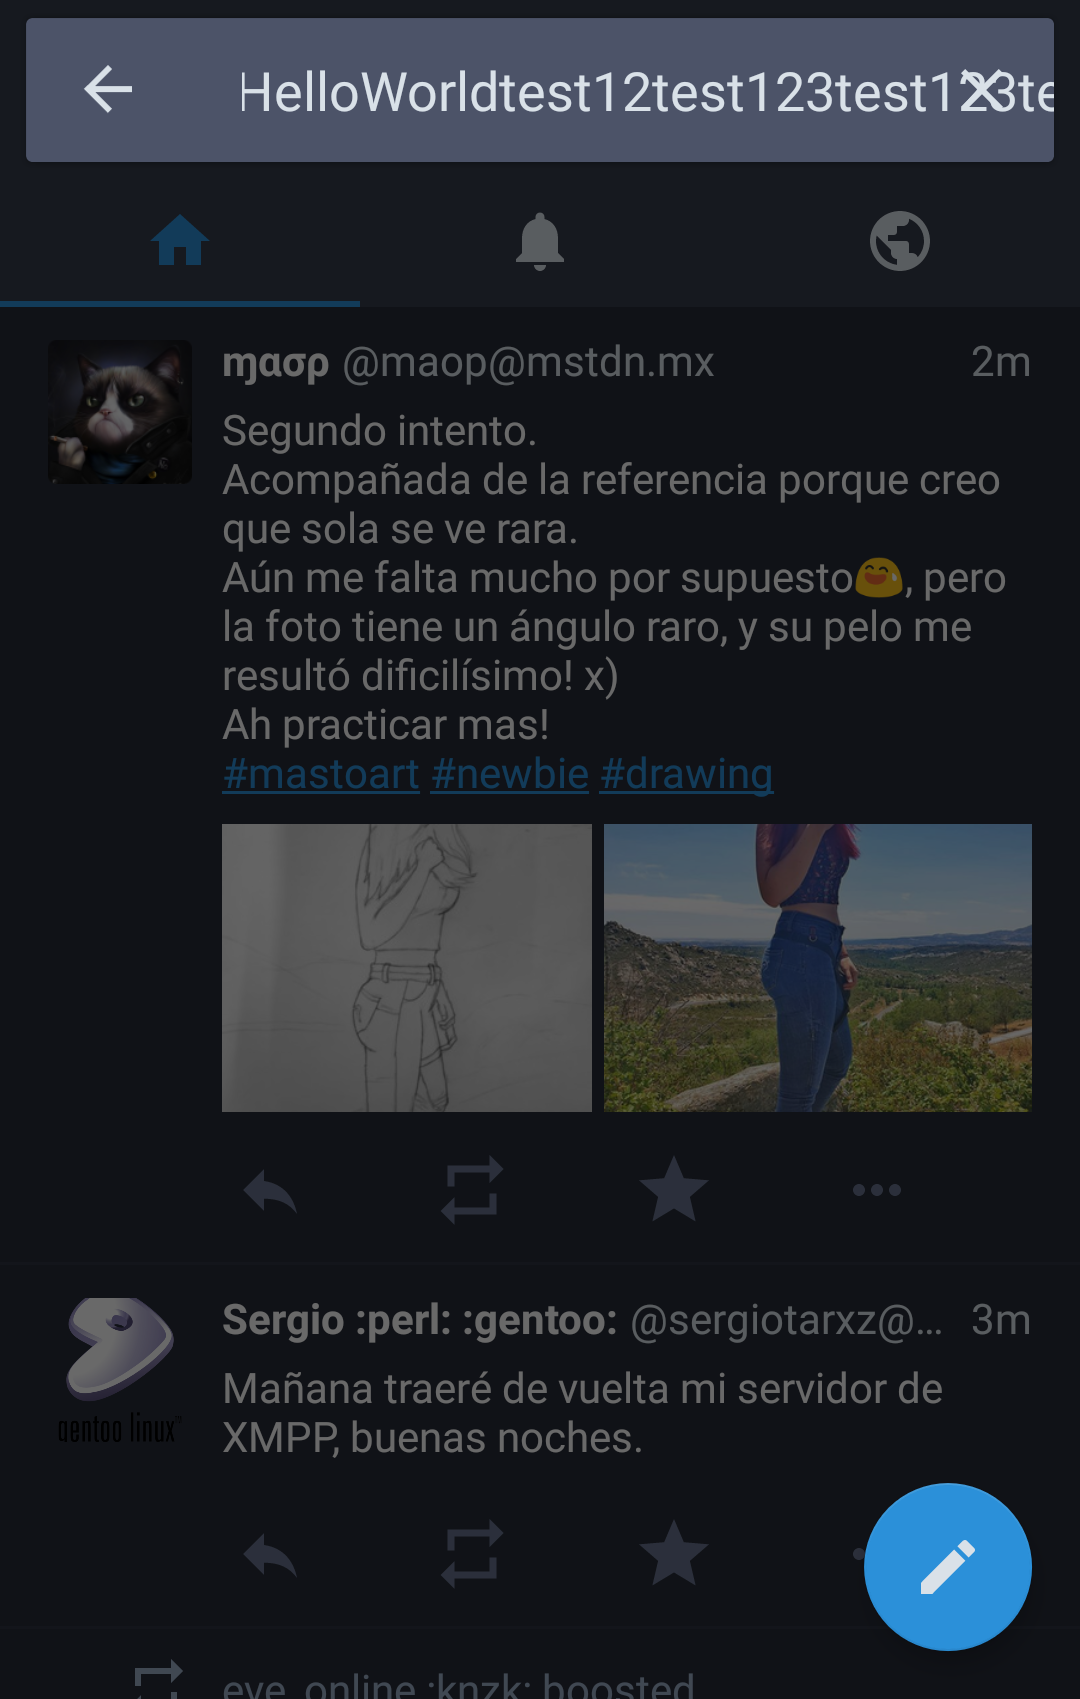 HelloWorldtest12test123test123te
ɱασρ @maop@mstdn.mx 2m
Segundo intento.
Acompañada de la referencia porque creo
que sola se ve rara.
Aún me falta mucho por supuesto😅, pero
la foto tiene un ángulo raro, y su pelo me
resultó dificilísimo! x)
Ah practicar mas!
#mastoart #newbie #drawing
Sergio :perl: :gentoo: @sergiotarxz@... 3m
gentoo linux™
Mañana traeré de vuelta mi servidor de
XMPP, buenas noches.
eve_online :knzk: boosted